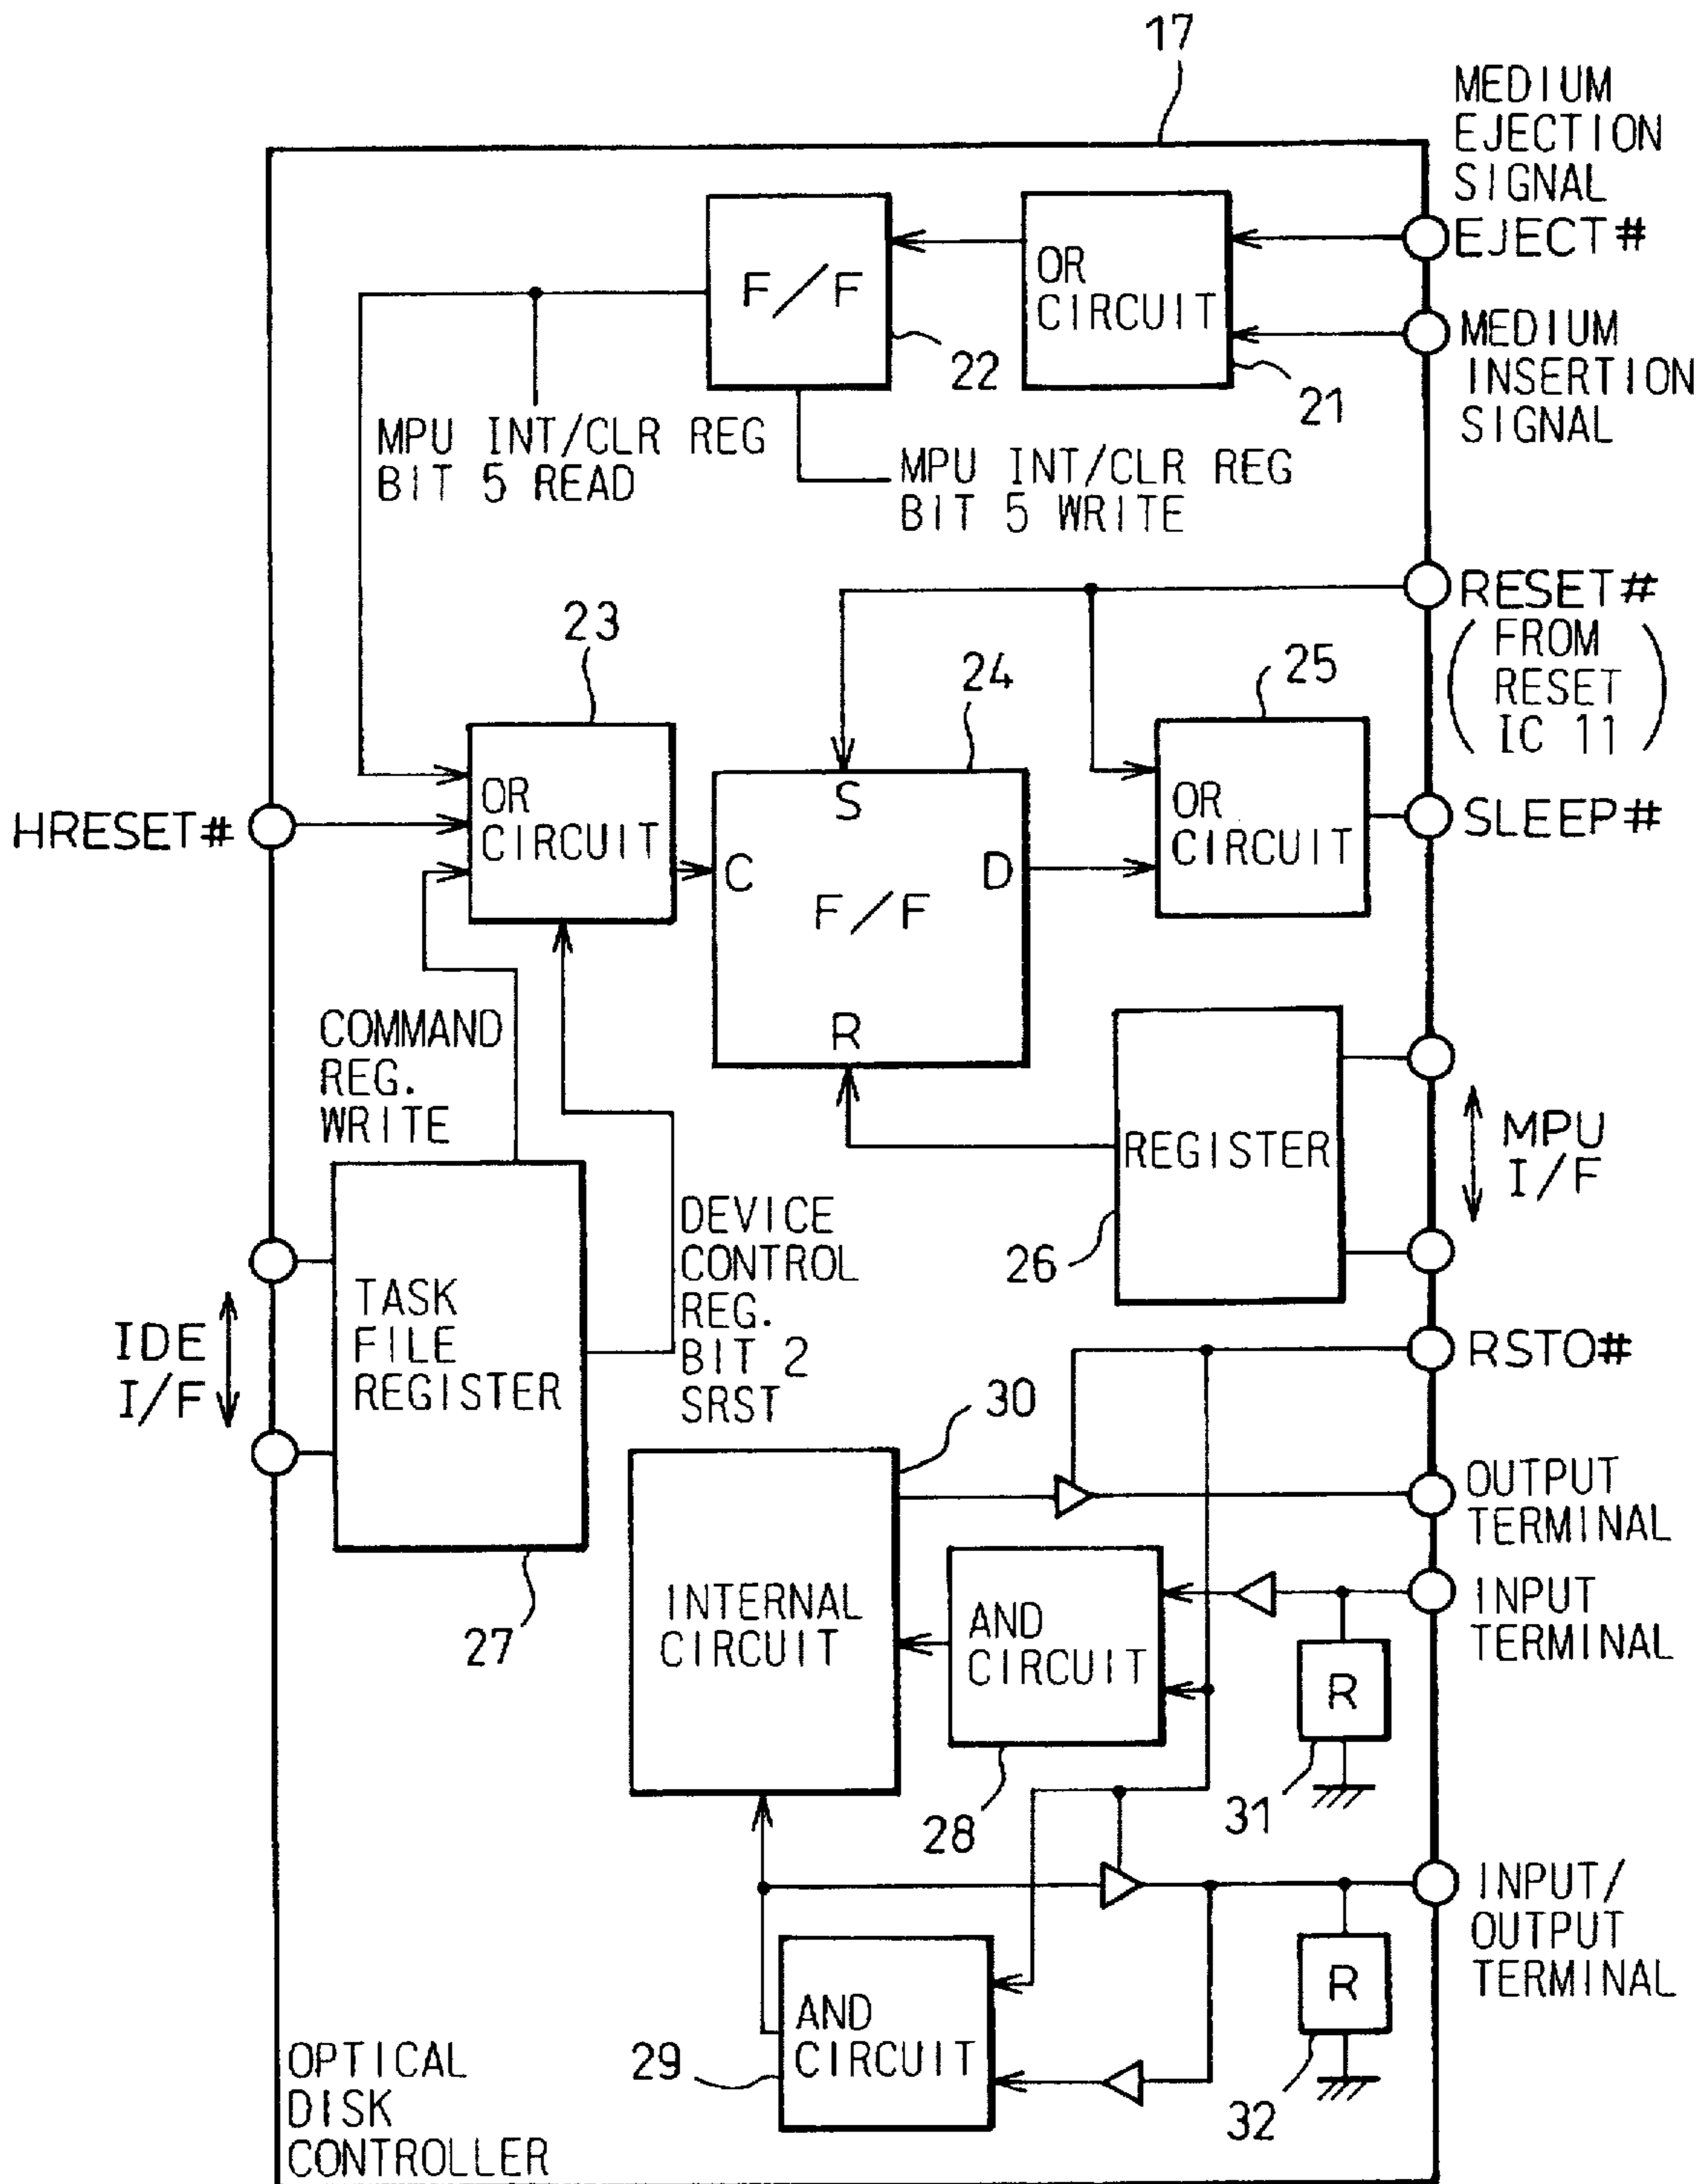 17
MEDIUM
EJECTION
SIGNAL
EJECT#
F/F
OR
CIRCUIT
22
21
MEDIUM
INSERTION
SIGNAL
MPU INT/CLR REG
BIT 5 READ
MPU INT/CLR REG
BIT 5 WRITE
RESET#
(FROM
RESET
IC 11)
23
24
25
HRESET#
OR
CIRCUIT
S
C
D
F/F
R
OR
CIRCUIT
SLEEP#
COMMAND
REG.
WRITE
REGISTER
26
MPU
I/F
DEVICE
CONTROL
REG.
BIT 2
SRST
IDE
I/F
TASK
FILE
REGISTER
27
RSTO#
30
OUTPUT
TERMINAL
INTERNAL
CIRCUIT
AND
CIRCUIT
28
INPUT
TERMINAL
R
31
INPUT/
OUTPUT
TERMINAL
AND
CIRCUIT
29
R
32
OPTICAL
DISK
CONTROLLER